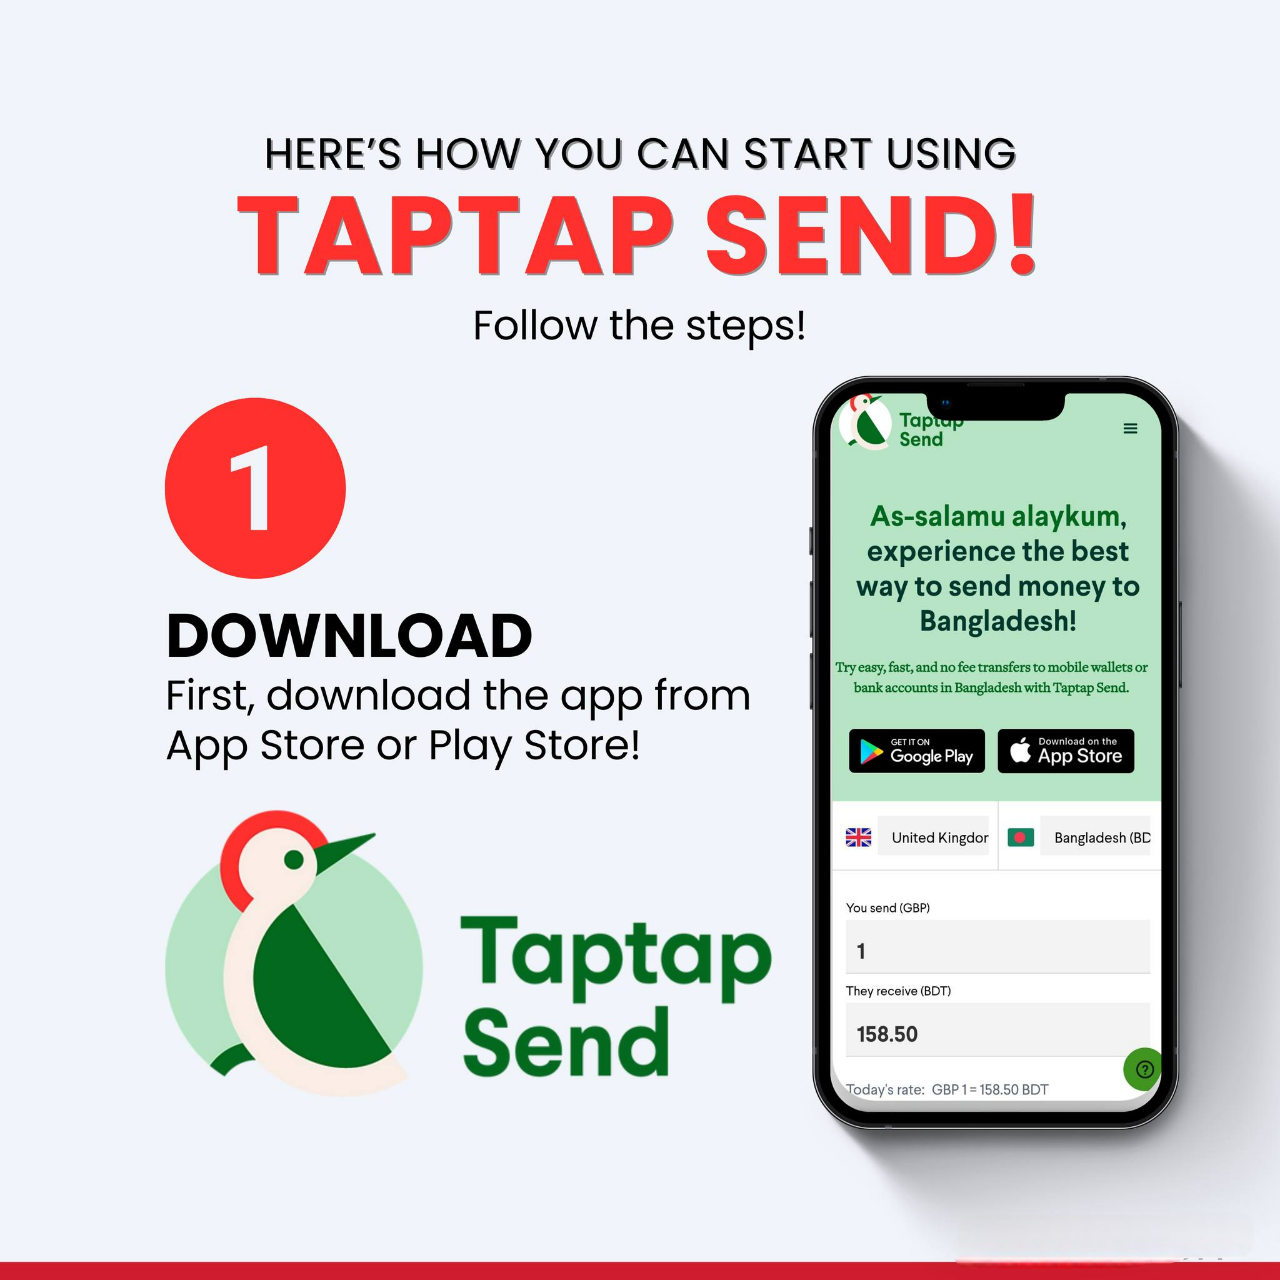 HERE’S HOW YOU CAN START USING
TAPTAP SEND!
Follow the steps!
1
DOWNLOAD
First, download the app from
App Store or Play Store!
Taptap
Send
Taptap
Send
As-salamu alaykum,
experience the best
way to send money to
Bangladesh!
Try easy, fast, and no fee transfers to mobile wallets or
bank accounts in Bangladesh with Taptap Send.
GET IT ON
Google Play
Download on the
App Store
United Kingdor
Bangladesh (BD
You send (GBP)
1
They receive (BDT)
158.50
Today's rate: GBP 1 = 158.50 BDT
?